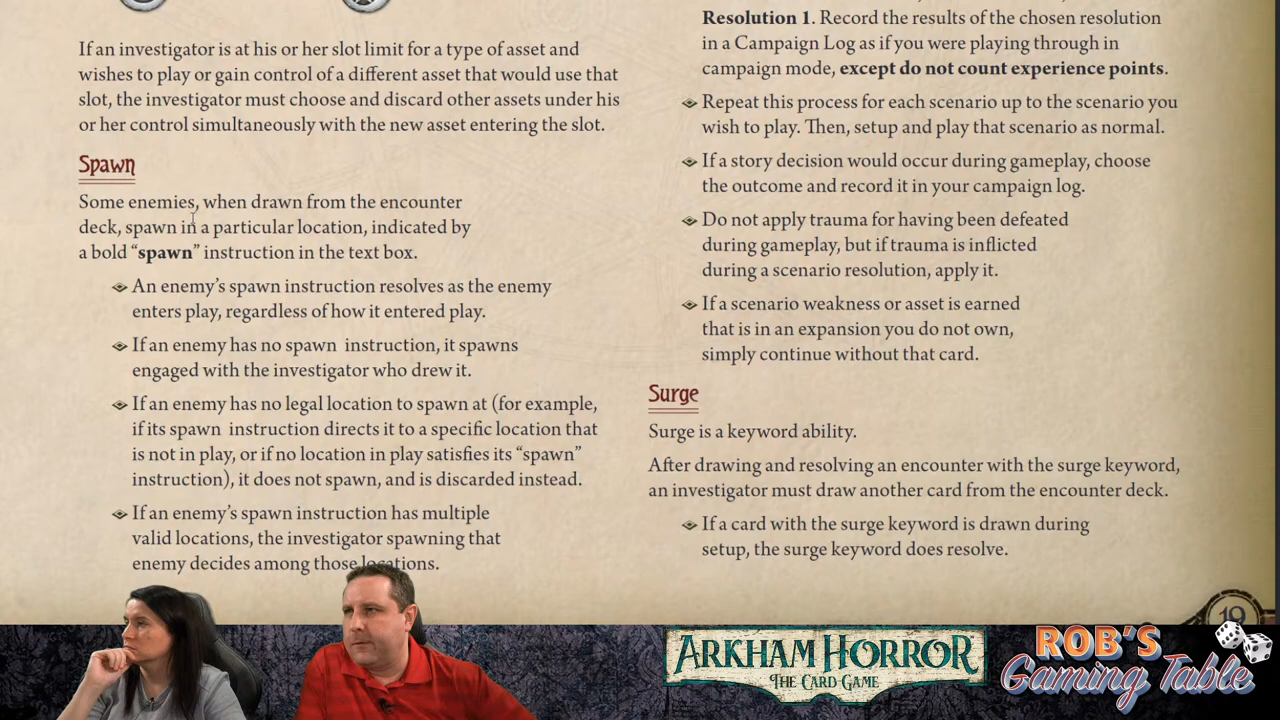 If an investigator is at his or her slot limit for a type of asset and
wishes to play or gain control of a different asset that would use that
slot, the investigator must choose and discard other assets under his
or her control simultaneously with the new asset entering the slot.
Spawn
Some enemies, when drawn from the encounter
deck, spawn in a particular location, indicated by
a bold “spawn” instruction in the text box.
An enemy’s spawn instruction resolves as the enemy
enters play, regardless of how it entered play.
If an enemy has no spawn instruction, it spawns
engaged with the investigator who drew it.
If an enemy has no legal location to spawn at (for example,
if its spawn instruction directs it to a specific location that
is not in play, or if no location in play satisfies its “spawn”
instruction), it does not spawn, and is discarded instead.
If an enemy’s spawn instruction has multiple
valid locations, the investigator spawning that
enemy decides among those locations.
Resolution 1. Record the results of the chosen resolution
in a Campaign Log as if you were playing through in
campaign mode, except do not count experience points.
Repeat this process for each scenario up to the scenario you
wish to play. Then, setup and play that scenario as normal.
If a story decision would occur during gameplay, choose
the outcome and record it in your campaign log.
Do not apply trauma for having been defeated
during gameplay, but if trauma is inflicted
during a scenario resolution, apply it.
If a scenario weakness or asset is earned
that is in an expansion you do not own,
simply continue without that card.
Surge
Surge is a keyword ability.
After drawing and resolving an encounter with the surge keyword,
an investigator must draw another card from the encounter deck.
If a card with the surge keyword is drawn during
setup, the surge keyword does resolve.
19
ARKHAM HORROR
THE CARD GAME
ROB'S
Gaming Table